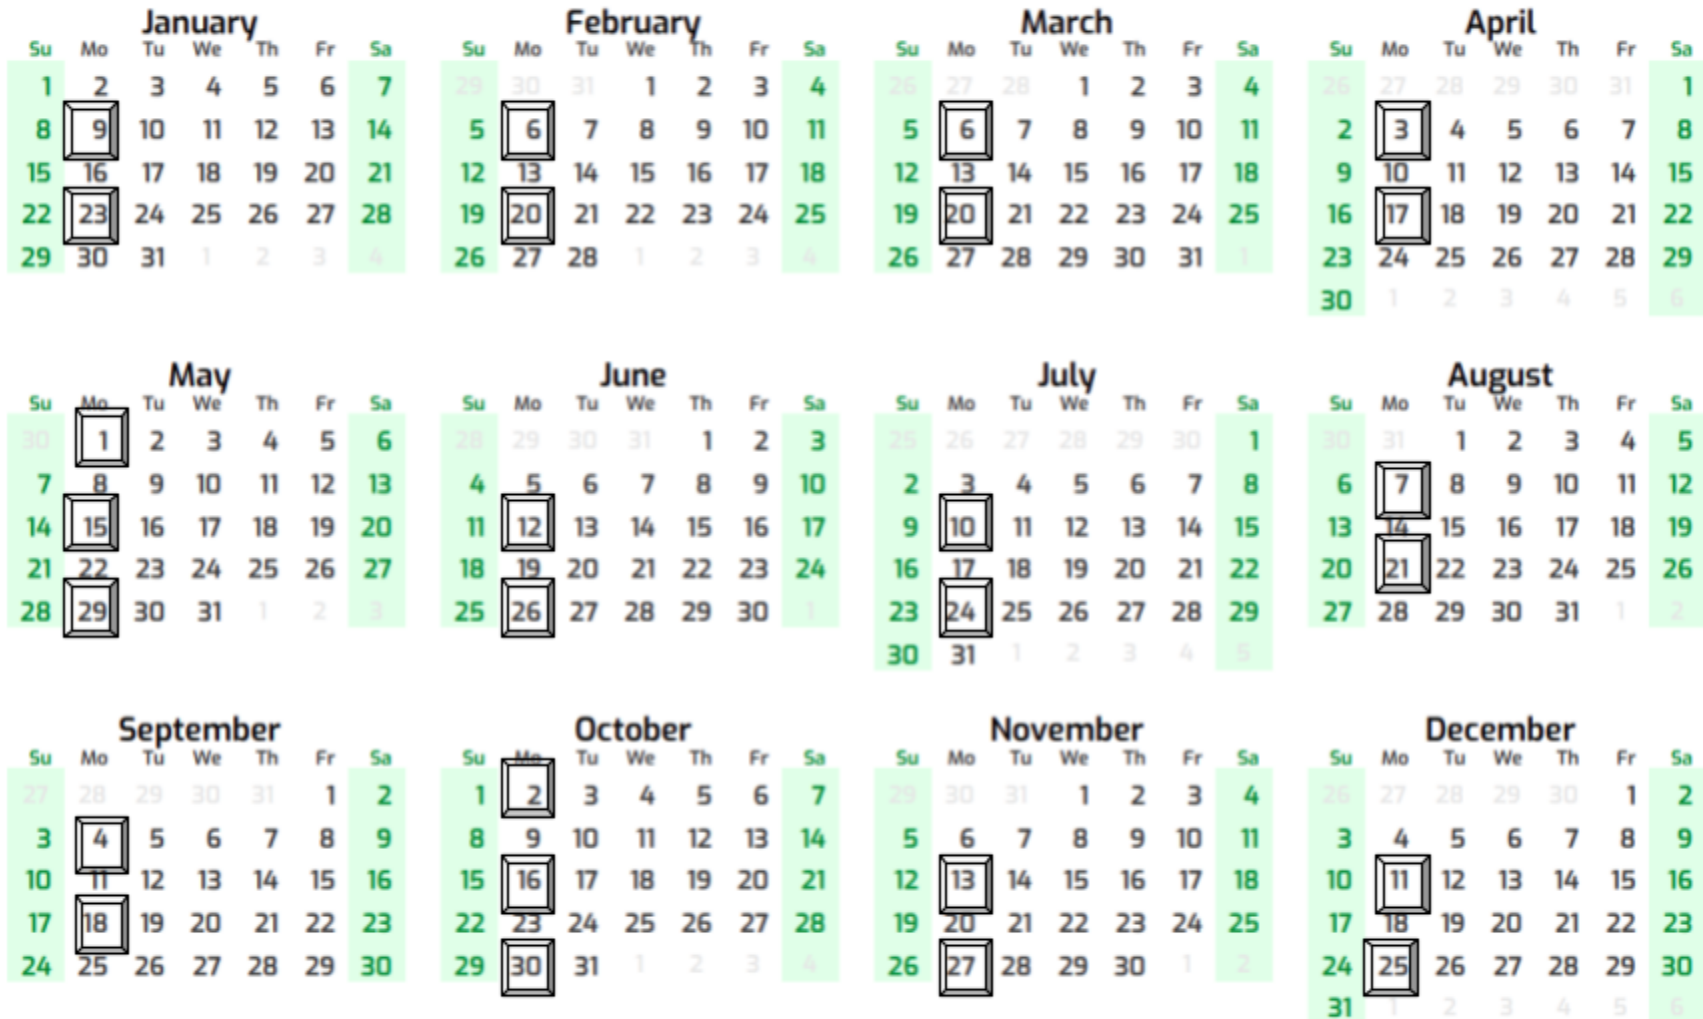 January February March April
Su Mo Tu We Th Fr Sa Su Mo Tu We Th Fr Sa Su Mo Tu We Th Fr Sa Su Mo Tu We Th Fr Sa
1 2 3 4 5 6 7 29 30 31 1 2 3 4 26 27 28 1 2 3 4 26 27 28 29 30 31 1
8 9 10 11 12 13 14 5 6 7 8 9 10 11 5 6 7 8 9 10 11 2 3 4 5 6 7 8
15 16 17 18 19 20 21 12 13 14 15 16 17 18 12 13 14 15 16 17 18 9 10 11 12 13 14 15
22 23 24 25 26 27 28 19 20 21 22 23 24 25 19 20 21 22 23 24 25 16 17 18 19 20 21 22
29 30 31 1 2 3 4 26 27 28 1 2 3 4 26 27 28 29 30 31 1 23 24 25 26 27 28 29
30 1 2 3 4 5 6
May June July August
Su Mo Tu We Th Fr Sa Su Mo Tu We Th Fr Sa Su Mo Tu We Th Fr Sa Su Mo Tu We Th Fr Sa
30 1 2 3 4 5 6 28 29 30 31 1 2 3 25 26 27 28 29 30 1 30 31 1 2 3 4 5
7 8 9 10 11 12 13 4 5 6 7 8 9 10 2 3 4 5 6 7 8 6 7 8 9 10 11 12
14 15 16 17 18 19 20 11 12 13 14 15 16 17 9 10 11 12 13 14 15 13 14 15 16 17 18 19
21 22 23 24 25 26 27 18 19 20 21 22 23 24 16 17 18 19 20 21 22 20 21 22 23 24 25 26
28 29 30 31 1 2 3 25 26 27 28 29 30 1 23 24 25 26 27 28 29 27 28 29 30 31 1 2
30 31 1 2 3 4 5
September October November December
Su Mo Tu We Th Fr Sa Su Mo Tu We Th Fr Sa Su Mo Tu We Th Fr Sa Su Mo Tu We Th Fr Sa
27 28 29 30 31 1 2 1 2 3 4 5 6 7 29 30 31 1 2 3 4 26 27 28 29 30 1 2
3 4 5 6 7 8 9 8 9 10 11 12 13 14 5 6 7 8 9 10 11 3 4 5 6 7 8 9
10 11 12 13 14 15 16 15 16 17 18 19 20 21 12 13 14 15 16 17 18 10 11 12 13 14 15 16
17 18 19 20 21 22 23 22 23 24 25 26 27 28 19 20 21 22 23 24 25 17 18 19 20 21 22 23
24 25 26 27 28 29 30 29 30 31 1 2 3 4 26 27 28 29 30 1 2 24 25 26 27 28 29 30
31 1 2 3 4 5 6